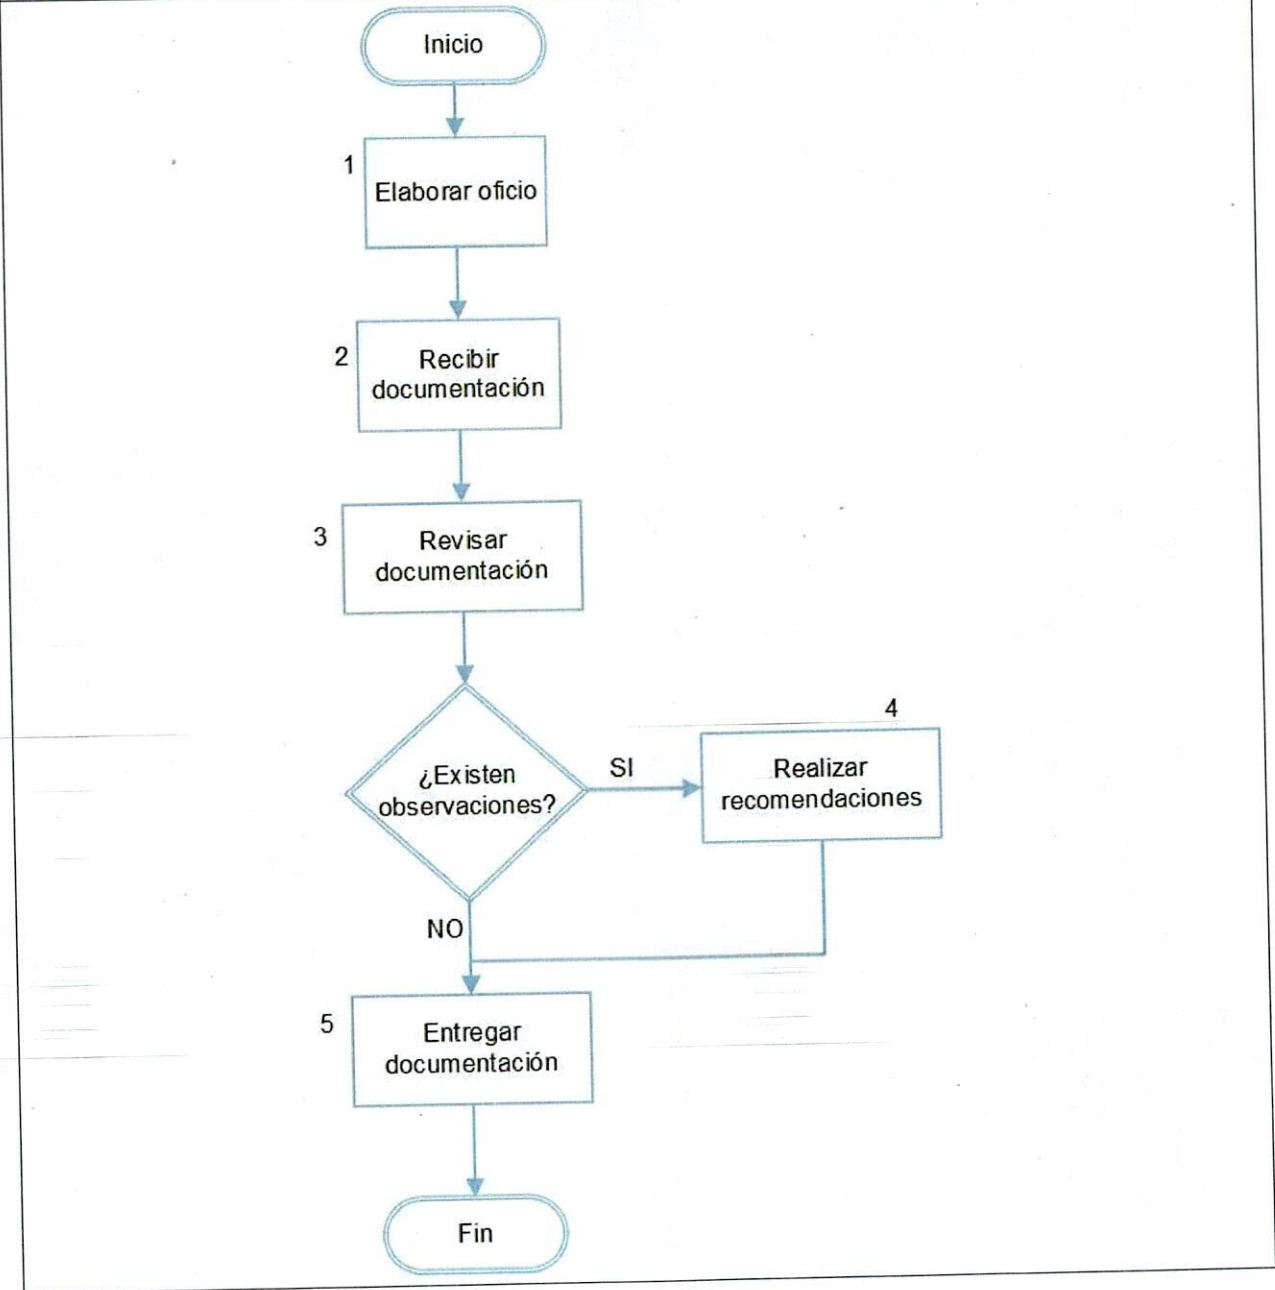 Inicio
1
Elaborar oficio
2
Recibir
documentación
3
Revisar
documentación
4
¿Existen
observaciones?
SI
Realizar
recomendaciones
NO
5
Entregar
documentación
Fin